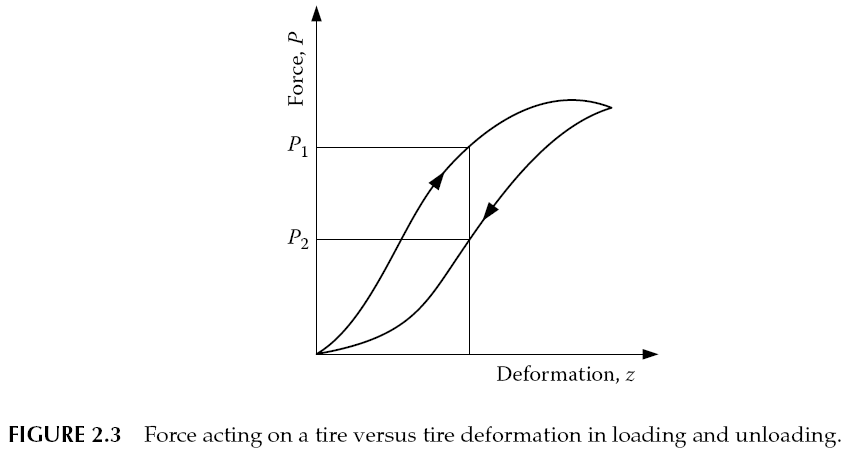 Force, P
P1
P2
Deformation, z
FIGURE 2.3 Force acting on a tire versus tire deformation in loading and unloading.